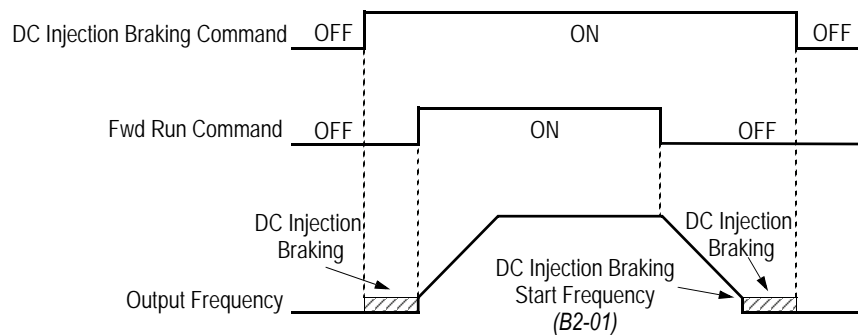 DC Injection Braking Command OFF ON OFF
Fwd Run Command OFF ON OFF
DC Injection
Braking
DC Injection
Braking
DC Injection Braking
Start Frequency
(B2-01)
Output Frequency